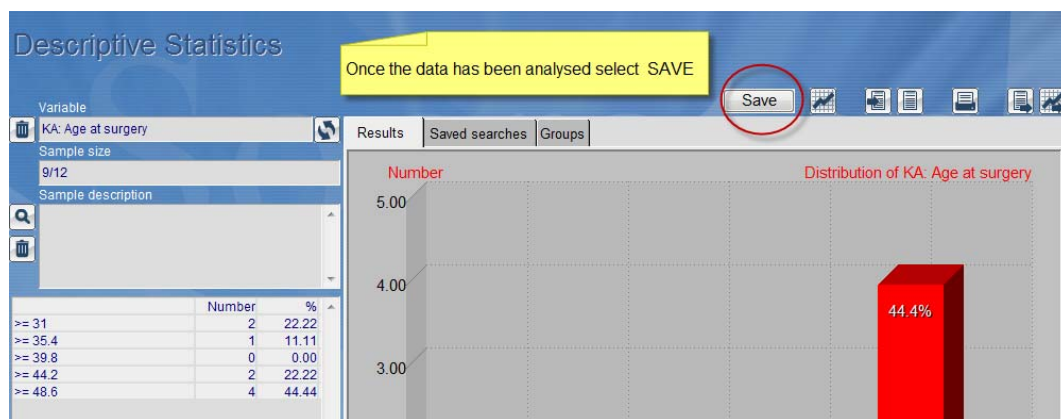 Descriptive Statistics
Once the data has been analysed select SAVE
Save
Variable
KA: Age at surgery
Sample size
9/12
Sample description
Number %
>= 31 2 22.22
>= 35.4 1 11.11
>= 39.8 0 0.00
>= 44.2 2 22.22
>= 48.6 4 44.44
Results Saved searches Groups
Number Distribution of KA: Age at surgery
5.00
4.00
44.4%
3.00